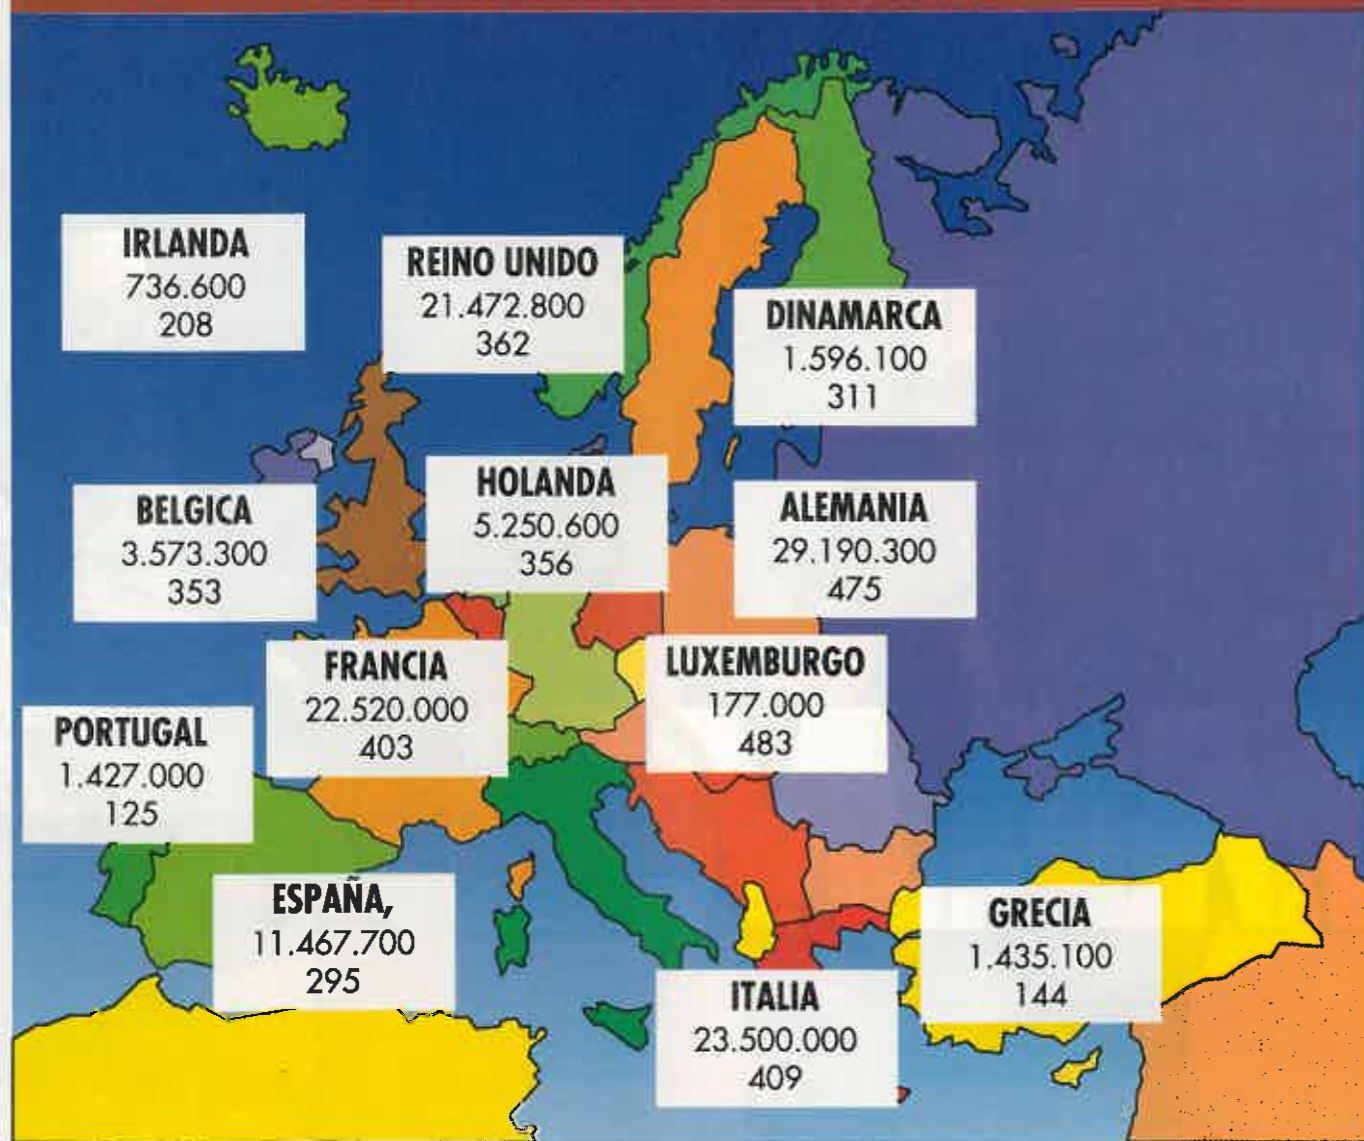 IRLANDA
736.600
208
REINO UNIDO
21.472.800
362
DINAMARCA
1.596.100
311
BELGICA
3.573.300
353
HOLANDA
5.250.600
356
ALEMANIA
29.190.300
475
FRANCIA
22.520.000
403
LUXEMBURGO
177.000
483
PORTUGAL
1.427.000
125
ESPAÑA,
11.467.700
295
GRECIA
1.435.100
144
ITALIA
23.500.000
409